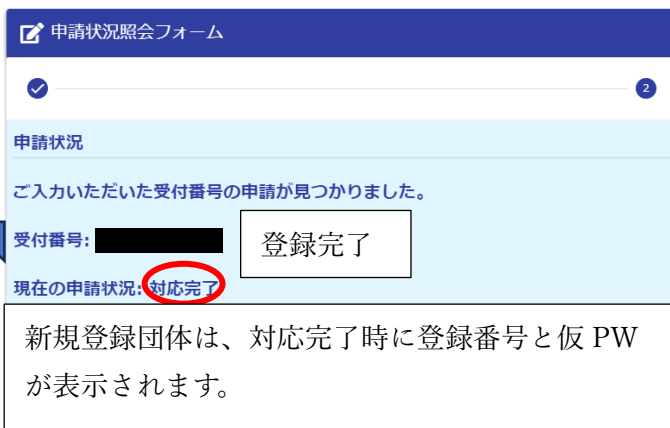 申請状況照会フォーム
2
申請状況
ご入力いただいた受付番号の申請が見つかりました。
受付番号:
登録完了
現在の申請状況: 対応完了
新規登録団体は、対応完了時に登録番号と仮 PW
が表示されます。